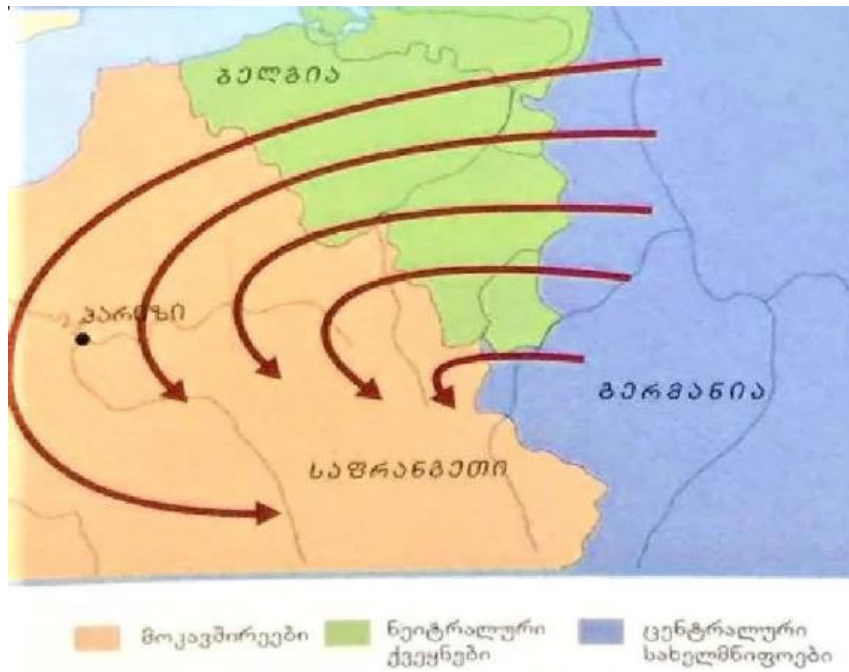 ბელგია
პარიზი
გერმანია
საფრანგეთი
მოკავშირეები
ნეიტრალური
ქვეყნები
ცენტრალური
სახელმწიფოები